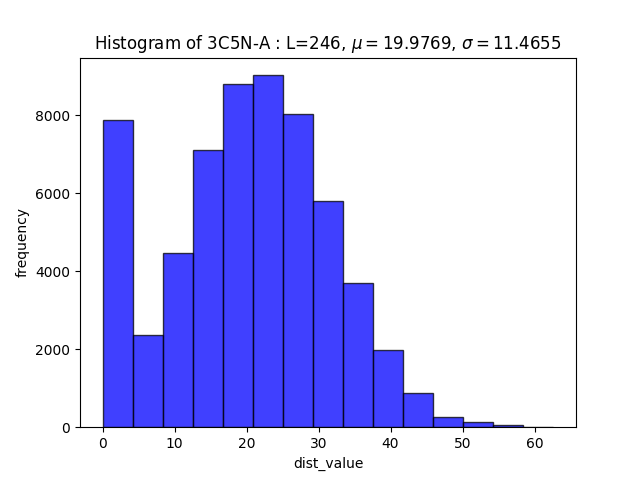 Histogram of 3C5N-A : L=246, μ = 19.9769, σ = 11.4655
8000
6000
4000
2000
0
frequency
0 10 20 30 40 50 60
dist_value